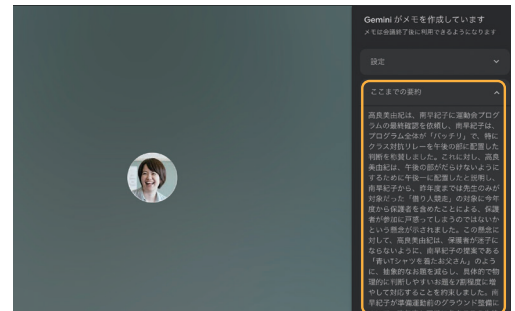 Gemini がメモを作成しています
メモは会議終了後に利用できるようになります
設定
ここまでの要約
高良美由紀は、南早紀子に運動会プログ
ラムの最終確認を依頼し、南早紀子は、
プログラム全体が「バッチリ」で、特に
クラス対抗リレーを午後の部に配置した
判断を称賛しました。これに対し、高良
美由紀は、午後の部がだらけないように
するために午後一に配置したと説明し、
南早紀子から、昨年度までは先生のみが
対象だった「借り人競走」の対象に今年
度から保護者を含めたことによる、保護
者が参加に戸惑ってしまうのではないか
という懸念が示されました。この懸念に
対して、高良美由紀は、保護者が迷子に
ならないように、南早紀子の提案である
「青いTシャツを着たお父さん」のよう
に、抽象的なお題を減らし、具体的で物
理的に判断しやすいお題を7割程度に増
やして対応することを約束しました。南
早紀子が準備運動前のグラウンド整備に